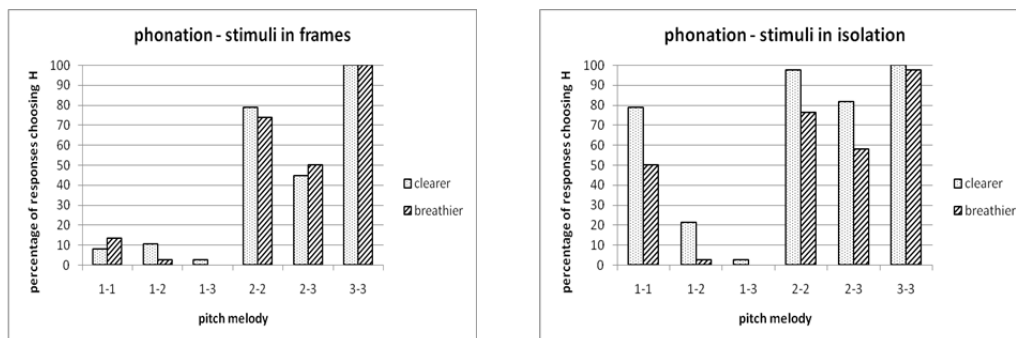 phonation - stimuli in frames
percentage of responses choosing H
100
90
80
70
60
50
40
30
20
10
0
1-1 1-2 1-3 2-2 2-3 3-3
pitch melody
clearer
breathier
phonation - stimuli in isolation
percentage of responses choosing H
100
90
80
70
60
50
40
30
20
10
0
1-1 1-2 1-3 2-2 2-3 3-3
pitch melody
clearer
breathier